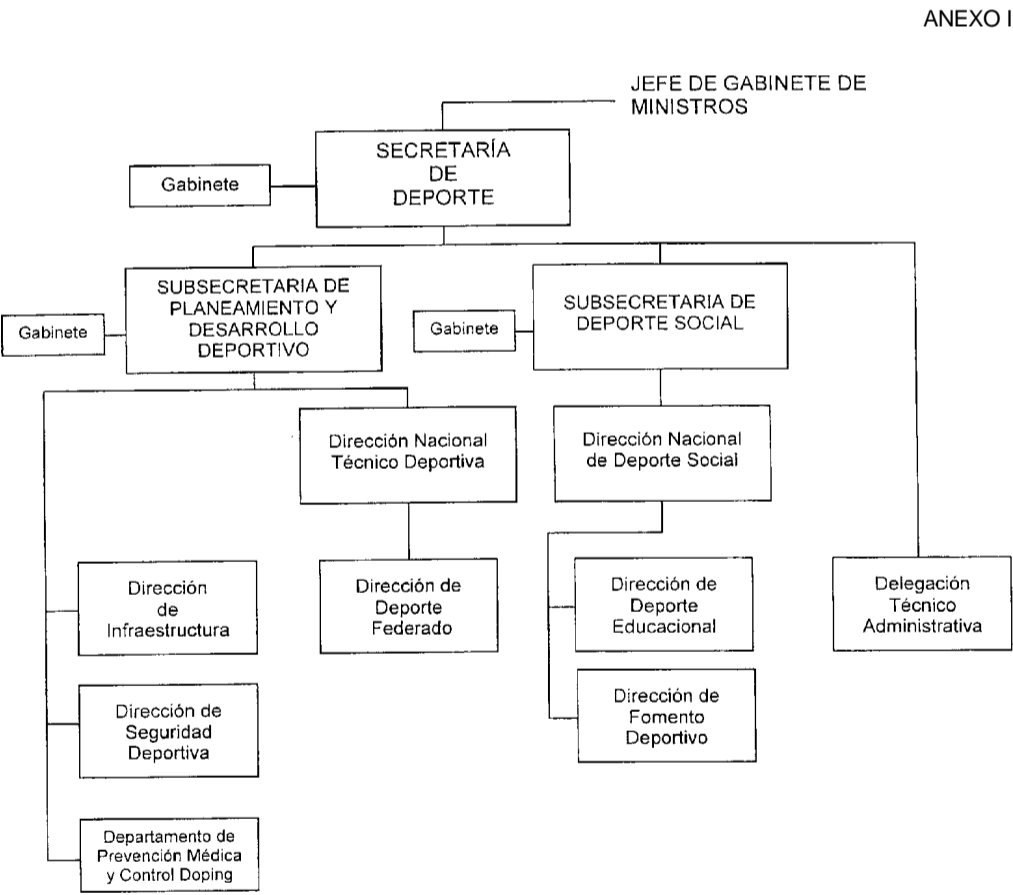 ANEXO I
JEFE DE GABINETE DE
MINISTROS
SECRETARÍA
DE
DEPORTE
Gabinete
SUBSECRETARIA DE
PLANEAMIENTO Y
DESARROLLO
DEPORTIVO
Gabinete
SUBSECRETARIA DE
DEPORTE SOCIAL
Gabinete
Dirección Nacional
Técnico Deportiva
Dirección Nacional
de Deporte Social
Dirección
de
Infraestructura
Dirección de
Deporte
Federado
Dirección de
Deporte
Educacional
Delegación
Técnico
Administrativa
Dirección de
Seguridad
Deportiva
Dirección de
Fomento
Deportivo
Departamento de
Prevención Médica
y Control Doping